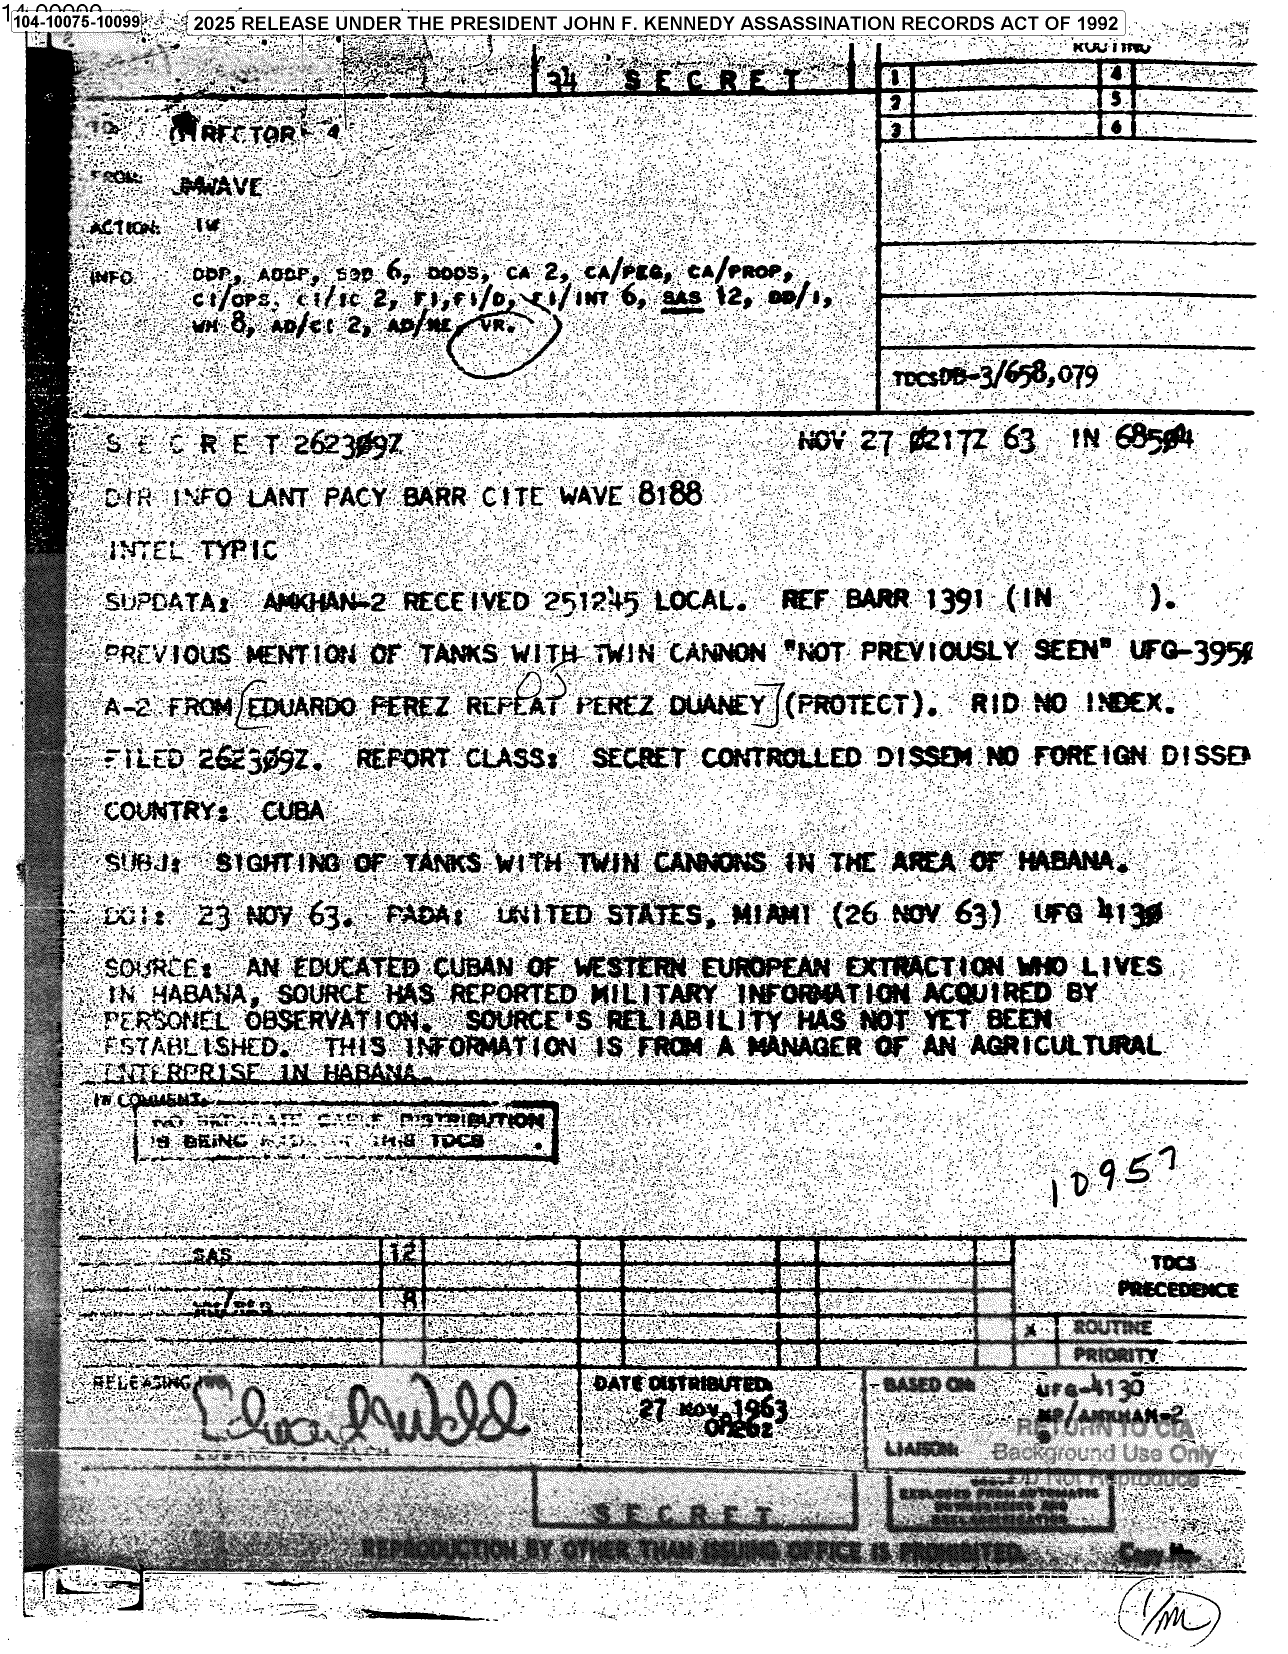 104-10075-10099
2025 RELEASE UNDER THE PRESIDENT JOHN F. KENNEDY ASSASSINATION RECORDS ACT OF 1992
ROUTING
34 SECRET
1 4
2 5
3 6
TO: DIRECTOR 4
FROM: JMWAVE
ACTION: IW
INFO DDP, ADDP, SOD 6, DODS, CA 2, CA/PEG, CA/PROP,
CI/OPS, CI/IC 2, FI, FI/D, FI/INT 6, SAS 12, DD/I,
WH 8, AD/CI 2, AD/NE, VR.
TDCSDB-3/658,079
S E C R E T 2623Ø9Z
NOV 27 Ø217Z 63 IN 685Ø4
DIR INFO LANT PACY BARR CITE WAVE 8188
INTEL TYPIC
SUPDATA: AMKHAN-2 RECEIVED 251245 LOCAL. REF BARR 1391 (IN ).
PREVIOUS MENTION OF TANKS WITH TWIN CANNON "NOT PREVIOUSLY SEEN" UFG-395Ø
A-2 FROM EDUARDO PEREZ REPEAT PEREZ DUANEY (PROTECT). RID NO INDEX.
FILED 2623Ø9Z. REPORT CLASS: SECRET CONTROLLED DISSEM NO FOREIGN DISSEM
COUNTRY: CUBA
SUBJ: SIGHTING OF TANKS WITH TWIN CANNONS IN THE AREA OF HABANA.
DOI: 23 NOV 63. PADA: UNITED STATES, MIAMI (26 NOV 63) UFG 413Ø
SOURCE: AN EDUCATED CUBAN OF WESTERN EUROPEAN EXTRACTION WHO LIVES
IN HABANA, SOURCE HAS REPORTED MILITARY INFORMATION ACQUIRED BY
PERSONEL OBSERVATION. SOURCE'S RELIABILITY HAS NOT YET BEEN
ESTABLISHED. THIS INFORMATION IS FROM A MANAGER OF AN AGRICULTURAL
ENTERPRISE IN HABANA.
IW COMMENT:
NO SEPARATE CABLE DISTRIBUTION
IS BEING MADE OF THIS TDCS .
10957
SAS 12
8
TDCS
PRECEDENCE
X ROUTINE
PRIORITY
RELEASING
DATE DISTRIBUTED:
27 NOV 1963
BASED ON: UFG-4130
NP/AMKHAN-2
LIAISON:
RETURN TO CIA
Background Use Only
Do Not Reproduce
SECRET
EXCLUDED FROM AUTOMATIC
DOWNGRADING AND
DECLASSIFICATION
REPRODUCTION BY OTHER THAN ISSUING OFFICE IS PROHIBITED.
Copy No.